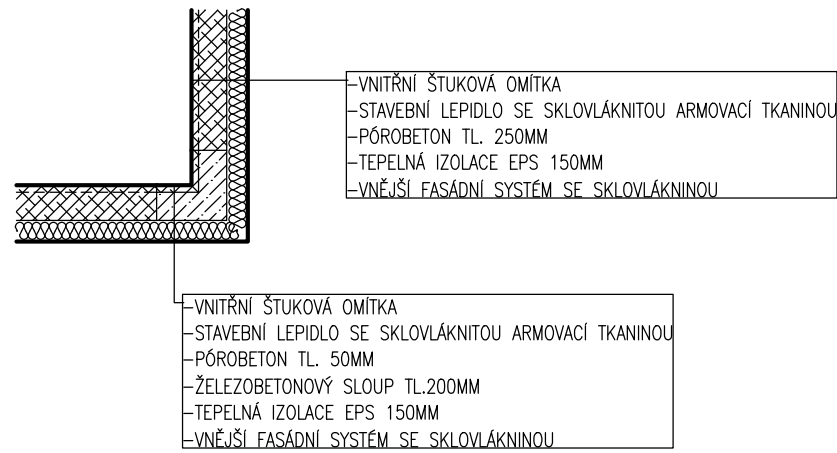 -VNITŘNÍ ŠTUKOVÁ OMÍTKA
-STAVEBNÍ LEPIDLO SE SKLOVLÁKNITOU ARMOVACÍ TKANINOU
-PÓROBETON TL. 250MM
-TEPELNÁ IZOLACE EPS 150MM
-VNĚJŠÍ FASÁDNÍ SYSTÉM SE SKLOVLÁKNINOU
-VNITŘNÍ ŠTUKOVÁ OMÍTKA
-STAVEBNÍ LEPIDLO SE SKLOVLÁKNITOU ARMOVACÍ TKANINOU
-PÓROBETON TL. 50MM
-ŽELEZOBETONOVÝ SLOUP TL.200MM
-TEPELNÁ IZOLACE EPS 150MM
-VNĚJŠÍ FASÁDNÍ SYSTÉM SE SKLOVLÁKNINOU